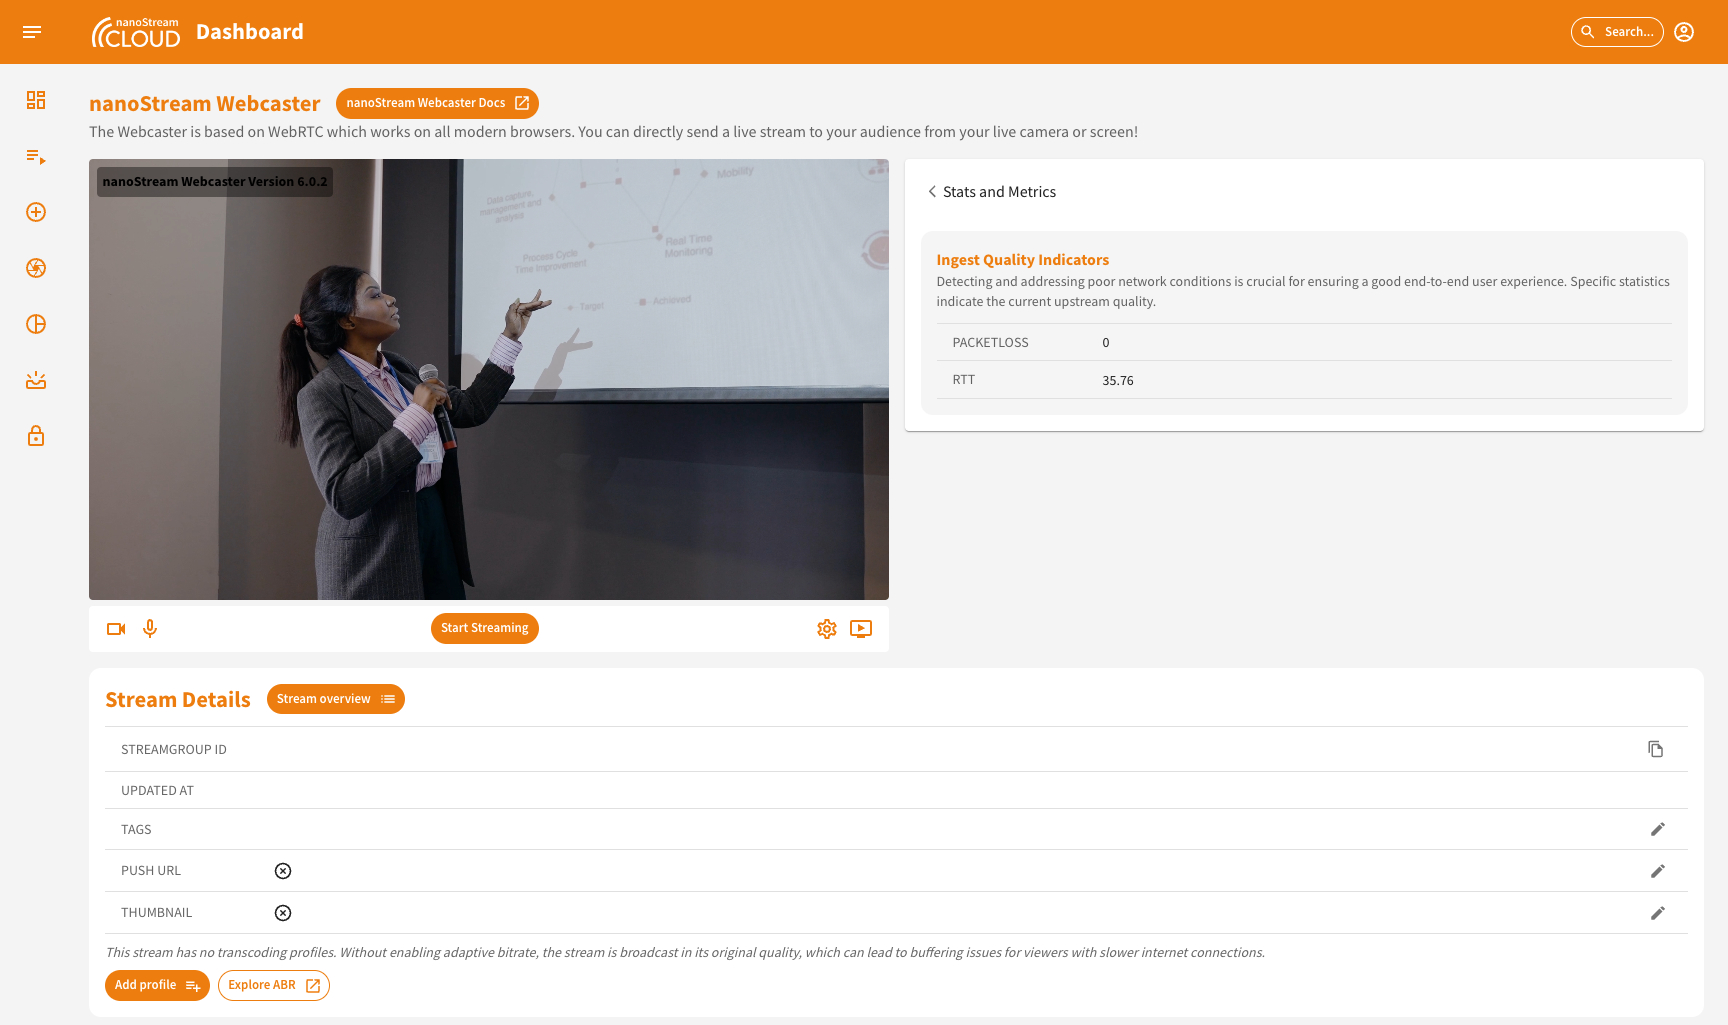 nanoStream
CLOUD
Dashboard
Search...
nanoStream Webcaster
nanoStream Webcaster Docs
The Webcaster is based on WebRTC which works on all modern browsers. You can directly send a live stream to your audience from your live camera or screen!
nanoStream Webcaster Version 6.0.2
Mobility
Data capture,
management and
analysis
Real Time
Monitoring
Process Cycle
Time Improvement
Target
Achieved
Stats and Metrics
Ingest Quality Indicators
Detecting and addressing poor network conditions is crucial for ensuring a good end-to-end user experience. Specific statistics
indicate the current upstream quality.
PACKETLOSS 0
RTT 35.76
Start Streaming
Stream Details
Stream overview
STREAMGROUP ID
UPDATED AT
TAGS
PUSH URL
THUMBNAIL
This stream has no transcoding profiles. Without enabling adaptive bitrate, the stream is broadcast in its original quality, which can lead to buffering issues for viewers with slower internet connections.
Add profile
Explore ABR